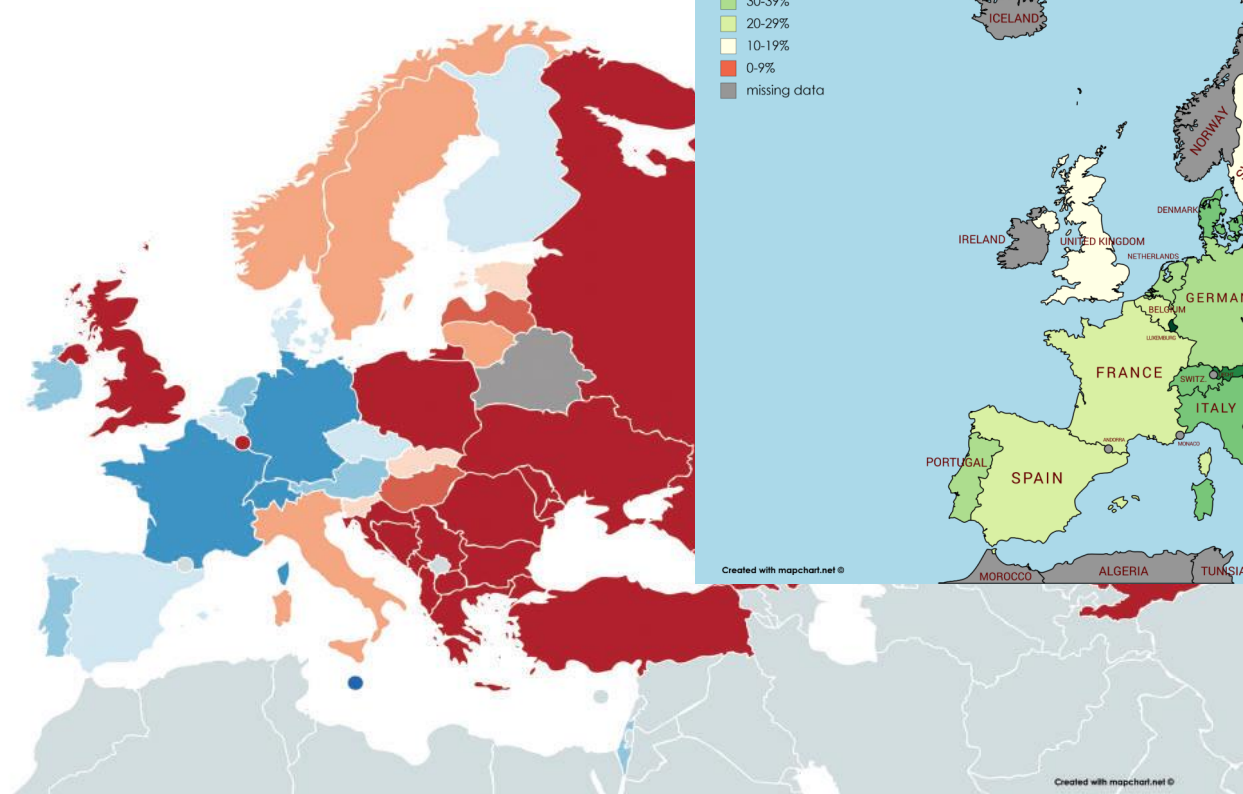 30-39%
20-29%
10-19%
0-9%
missing data
ICELAND
NORWAY
DENMARK
IRELAND
UNITED KINGDOM
NETHERLANDS
GERMAN
BELGIUM
LUXEMBURG
FRANCE
SWITZ.
ITALY
ANDORRA
MONACO
PORTUGAL
SPAIN
Created with mapchart.net ©
MOROCCO
ALGERIA
TUNISIA
Created with mapchart.net ©